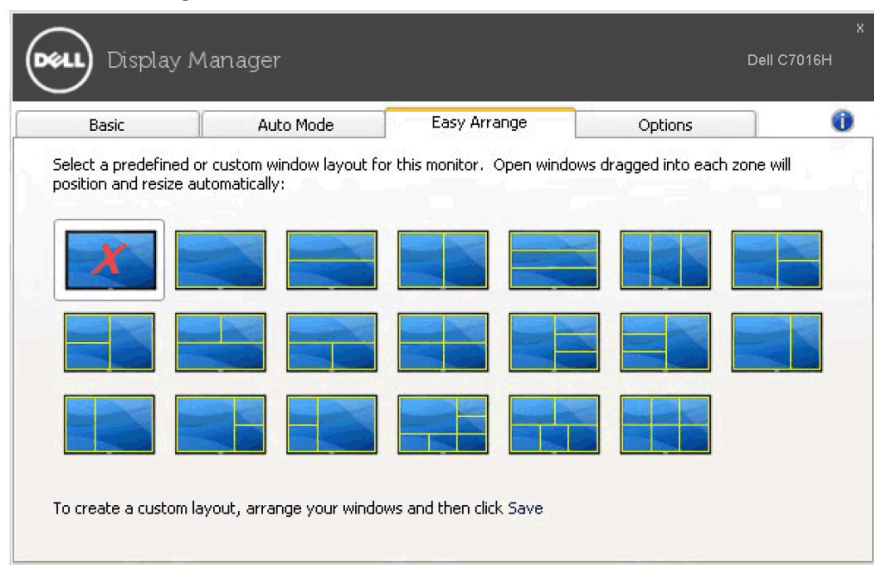 x
DELL Display Manager Dell C7016H
Basic Auto Mode Easy Arrange Options i
Select a predefined or custom window layout for this monitor. Open windows dragged into each zone will
position and resize automatically:
X
To create a custom layout, arrange your windows and then click Save